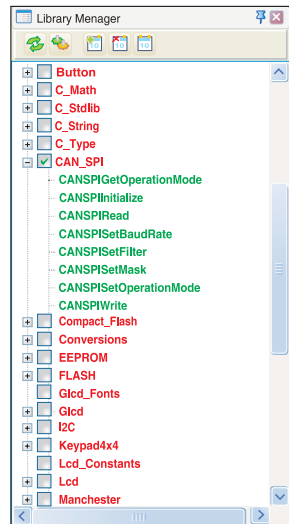 Library Menager
Button
C_Math
C_Stdlib
C_String
C_Type
CAN_SPI
CANSPIGetOperationMode
CANSPIInitialize
CANSPIRead
CANSPISetBaudRate
CANSPISetFilter
CANSPISetMask
CANSPISetOperationMode
CANSPIWrite
Compact_Flash
Conversions
EEPROM
FLASH
Glcd_Fonts
Glcd
I2C
Keypad4x4
Lcd_Constants
Lcd
Manchester